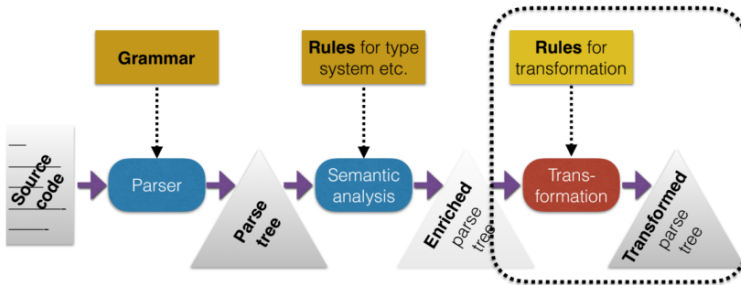 Grammar
Rules for type
system etc.
Rules for
transformation
Source
code
Parser
Parse
tree
Semantic
analysis
Enriched
parse
tree
Trans-
formation
Transformed
parse
tree